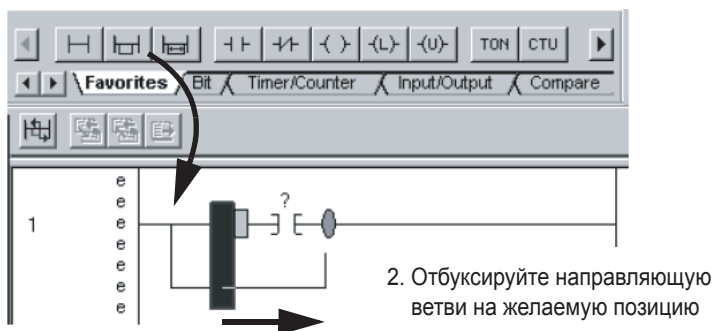 -(L)- -(U)- TON CTU
Favorites Bit Timer/Counter Input/Output Compare
e
e
?
1 e
e
e
e
e
2. Отбуксируйте направляющую
ветви на желаемую позицию